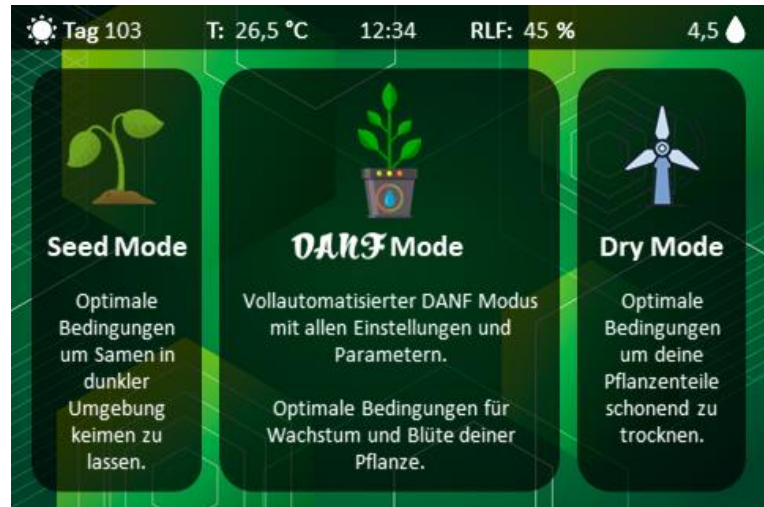 Tag 103 T: 26,5 °C 12:34 RLF: 45 % 4,5
Seed Mode
Optimale
Bedingungen
um Samen in
dunkler
Umgebung
keimen zu
lassen.
DANF Mode
Vollautomatisierter DANF Modus
mit allen Einstellungen und
Parametern.
Optimale Bedingungen für
Wachstum und Blüte deiner
Pflanze.
Dry Mode
Optimale
Bedingungen
um deine
Pflanzenteile
schonend zu
trocknen.